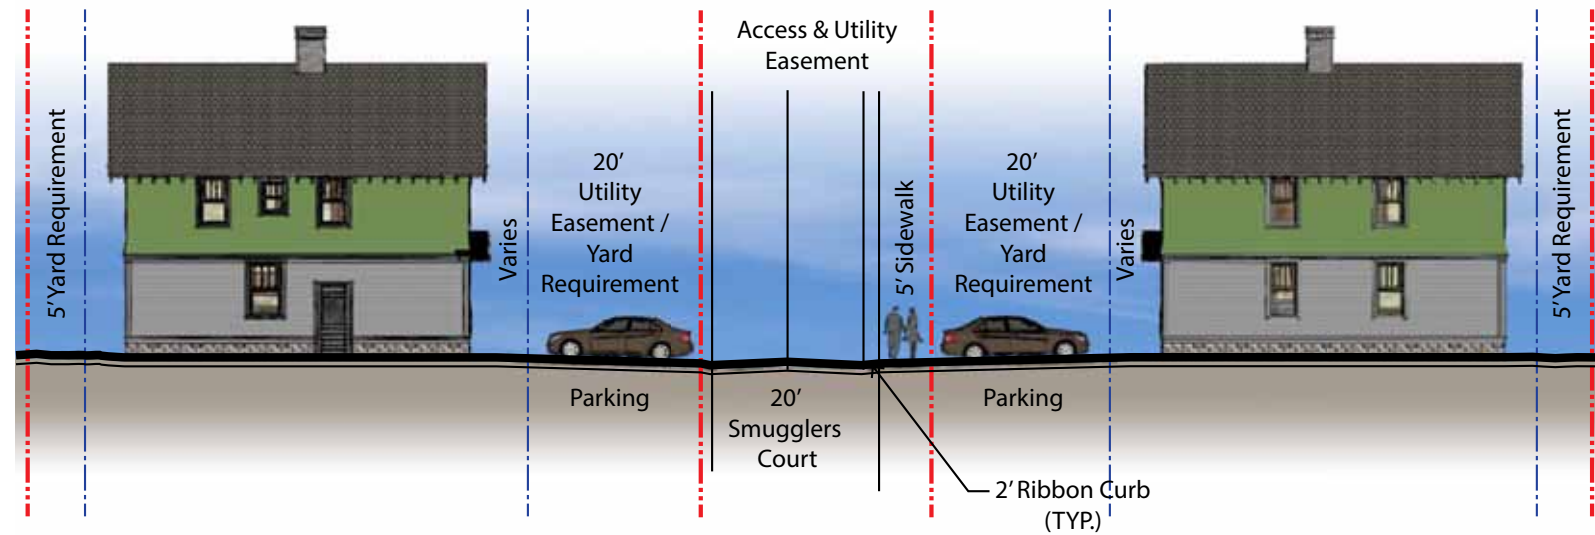 Access & Utility
Easement
5' Yard Requirement
Varies
20'
Utility
Easement /
Yard
Requirement
5' Sidewalk
20'
Utility
Easement /
Yard
Requirement
Varies
5' Yard Requirement
Parking
20'
Smugglers
Court
Parking
2' Ribbon Curb
(TYP.)